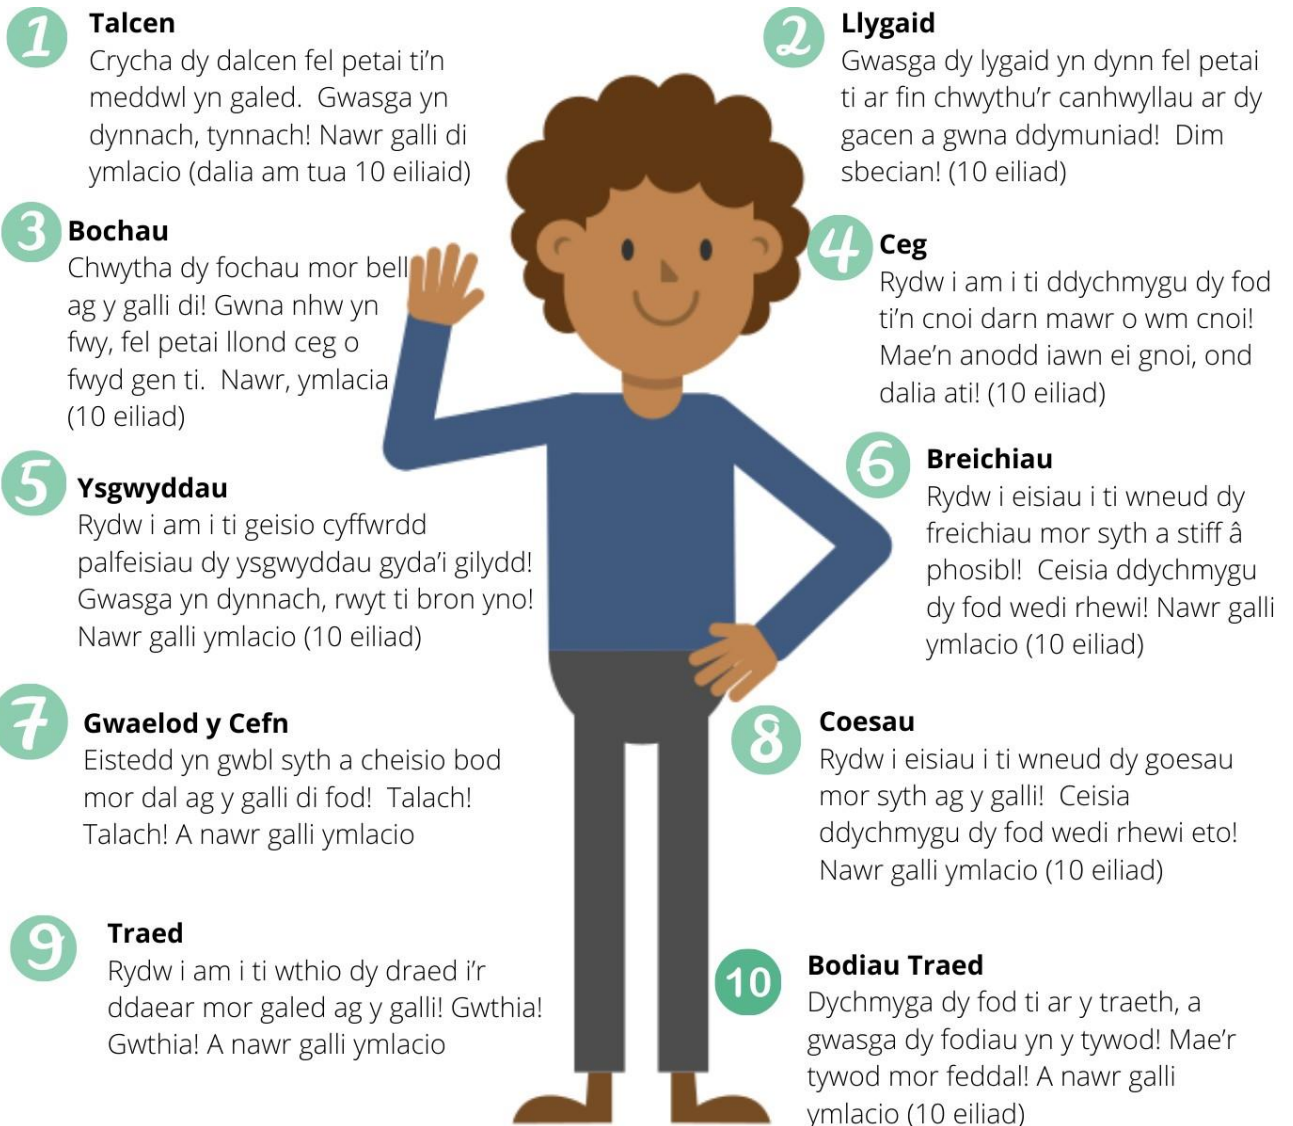 1
Talcen
Crycha dy dalcen fel petai ti'n
meddwl yn galed.  Gwasga yn
dynnach, tynnach! Nawr galli di
ymlacio (dalia am tua 10 eiliaid)
2
Llygaid
Gwasga dy lygaid yn dynn fel petai
ti ar fin chwythu'r canhwyllau ar dy
gacen a gwna ddymuniad!  Dim
sbecian! (10 eiliad)
3
Bochau
Chwytha dy fochau mor bell
ag y galli di! Gwna nhw yn
fwy, fel petai llond ceg o
fwyd gen ti.  Nawr, ymlacia
(10 eiliad)
4
Ceg
Rydw i am i ti ddychmygu dy fod
ti'n cnoi darn mawr o wm cnoi!
Mae'n anodd iawn ei gnoi, ond
dalia ati! (10 eiliad)
5
Ysgwyddau
Rydw i am i ti geisio cyffwrdd
palfeisiau dy ysgwyddau gyda'i gilydd!
Gwasga yn dynnach, rwyt ti bron yno!
Nawr galli ymlacio (10 eiliad)
6
Breichiau
Rydw i eisiau i ti wneud dy
freichiau mor syth a stiff â
phosibl!  Ceisia ddychmygu
dy fod wedi rhewi! Nawr galli
ymlacio (10 eiliad)
7
Gwaelod y Cefn
Eistedd yn gwbl syth a cheisio bod
mor dal ag y galli di fod!  Talach!
Talach! A nawr galli ymlacio
8
Coesau
Rydw i eisiau i ti wneud dy goesau
mor syth ag y galli!  Ceisia
ddychmygu dy fod wedi rhewi eto!
Nawr galli ymlacio (10 eiliad)
9
Traed
Rydw i am i ti wthio dy draed i'r
ddaear mor galed ag y galli! Gwthia!
Gwthia! A nawr galli ymlacio
10
Bodiau Traed
Dychmyga dy fod ti ar y traeth, a
gwasga dy fodiau yn y tywod! Mae'r
tywod mor feddal! A nawr galli
ymlacio (10 eiliad)